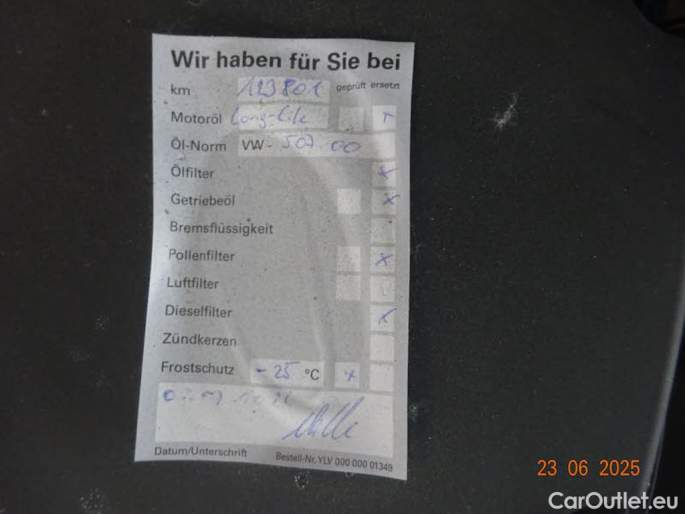 Wir haben für Sie bei
km 123801 geprüft ersetzt
Motoröl Long-life
Öl-Norm VW - 507 00
Ölfilter x
Getriebeöl x
Bremsflüssigkeit
Pollenfilter x
Luftfilter
Dieselfilter x
Zündkerzen
Frostschutz - 25 °C x
Datum/Unterschrift Bestell-Nr. YLV 000 000 01349
23 06 2025
CarOutlet.eu